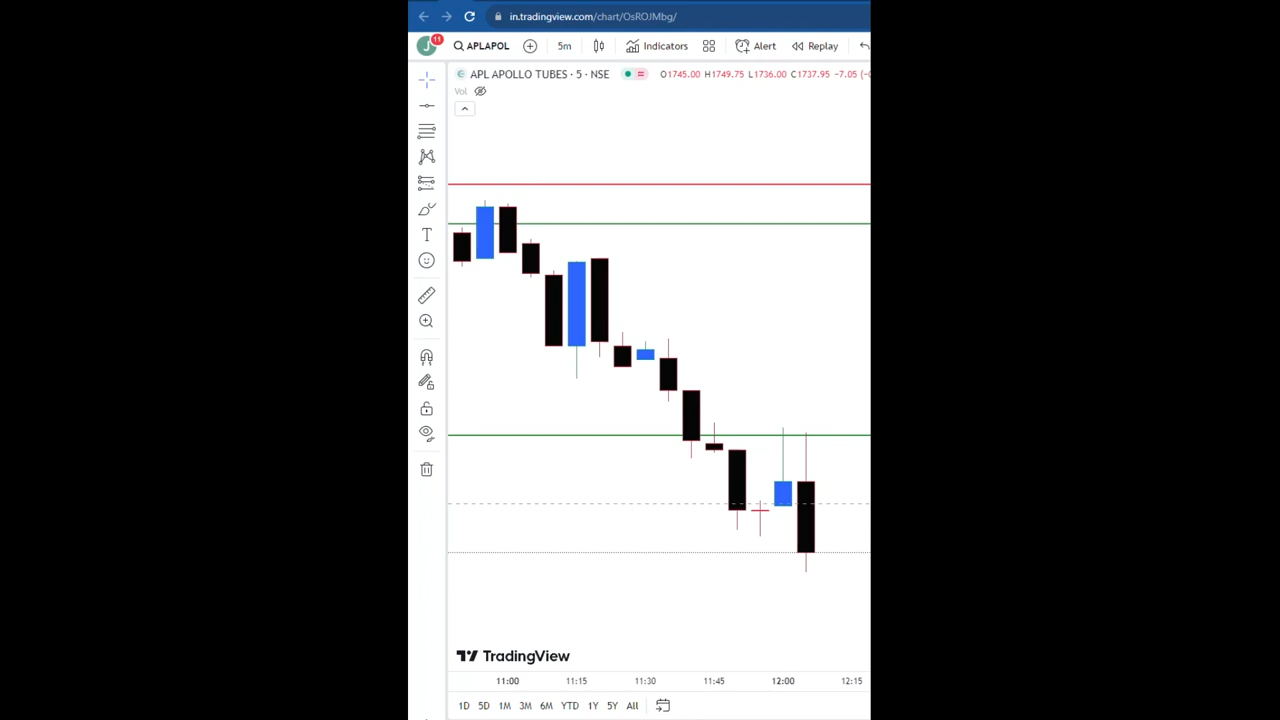 in.tradingview.com/chart/OsROJMbg/
11
J APLAPOL 5m Indicators Alert Replay
APL APOLLO TUBES · 5 · NSE O1745.00 H1749.75 L1736.00 C1737.95 −7.05
Vol
TradingView
11:00 11:15 11:30 11:45 12:00 12:15
1D 5D 1M 3M 6M YTD 1Y 5Y All